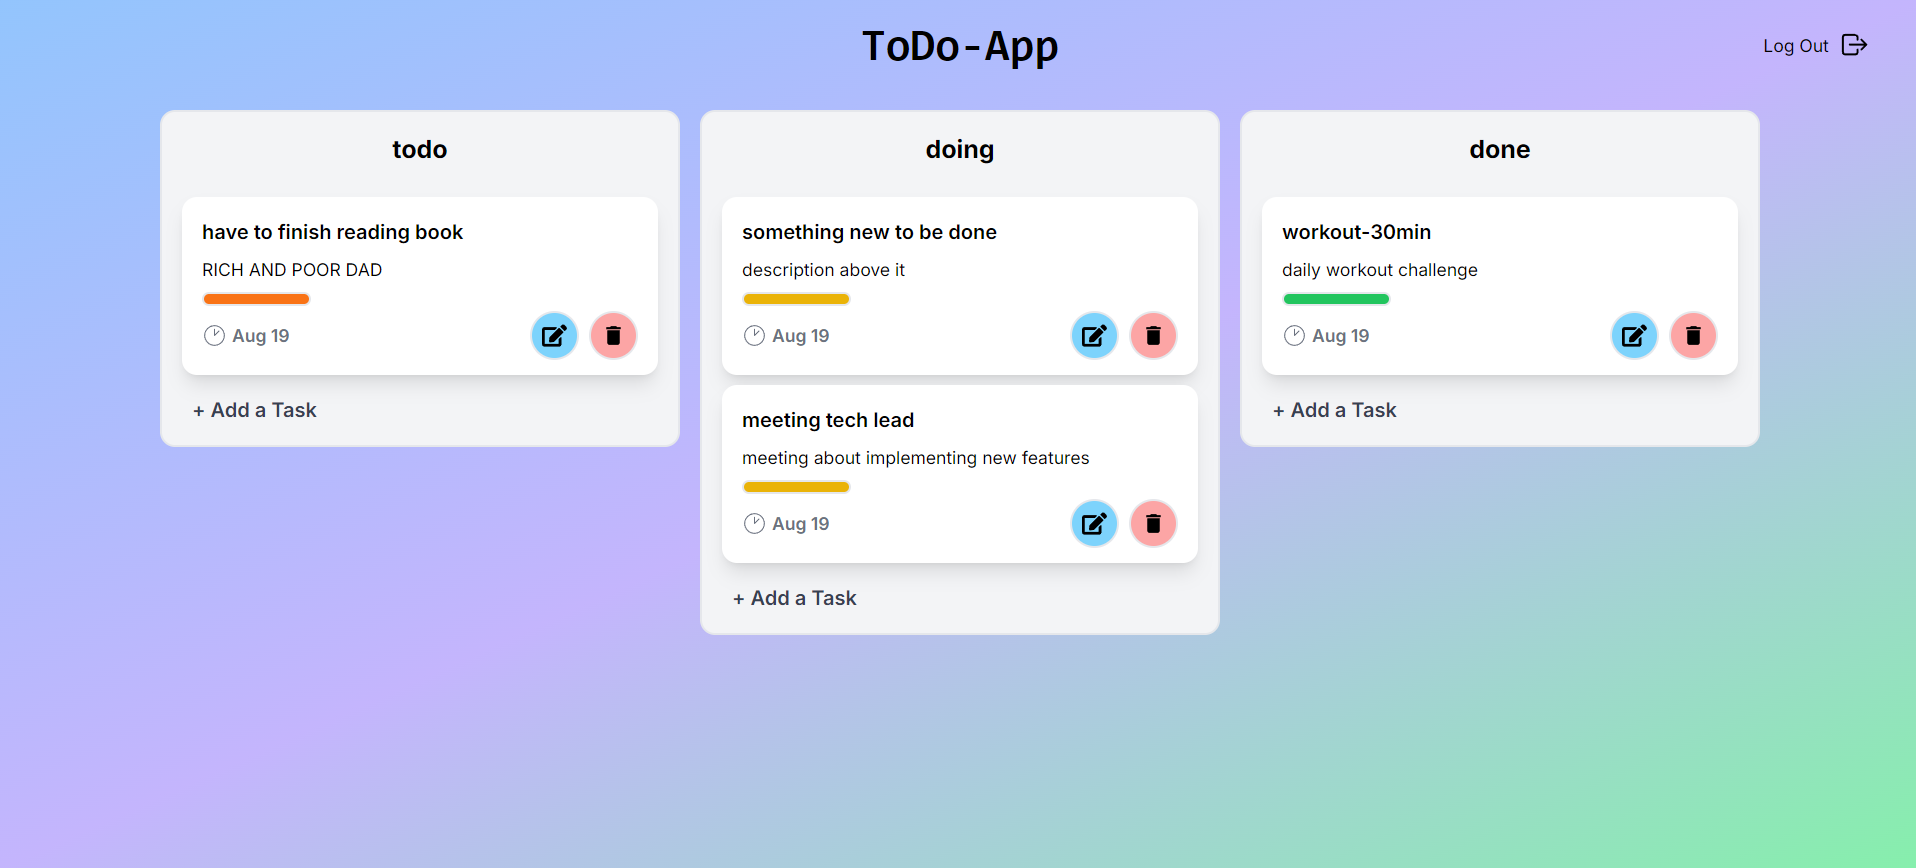 ToDo-App
Log Out
todo
have to finish reading book
RICH AND POOR DAD
Aug 19
+ Add a Task
doing
something new to be done
description above it
Aug 19
meeting tech lead
meeting about implementing new features
Aug 19
+ Add a Task
done
workout-30min
daily workout challenge
Aug 19
+ Add a Task